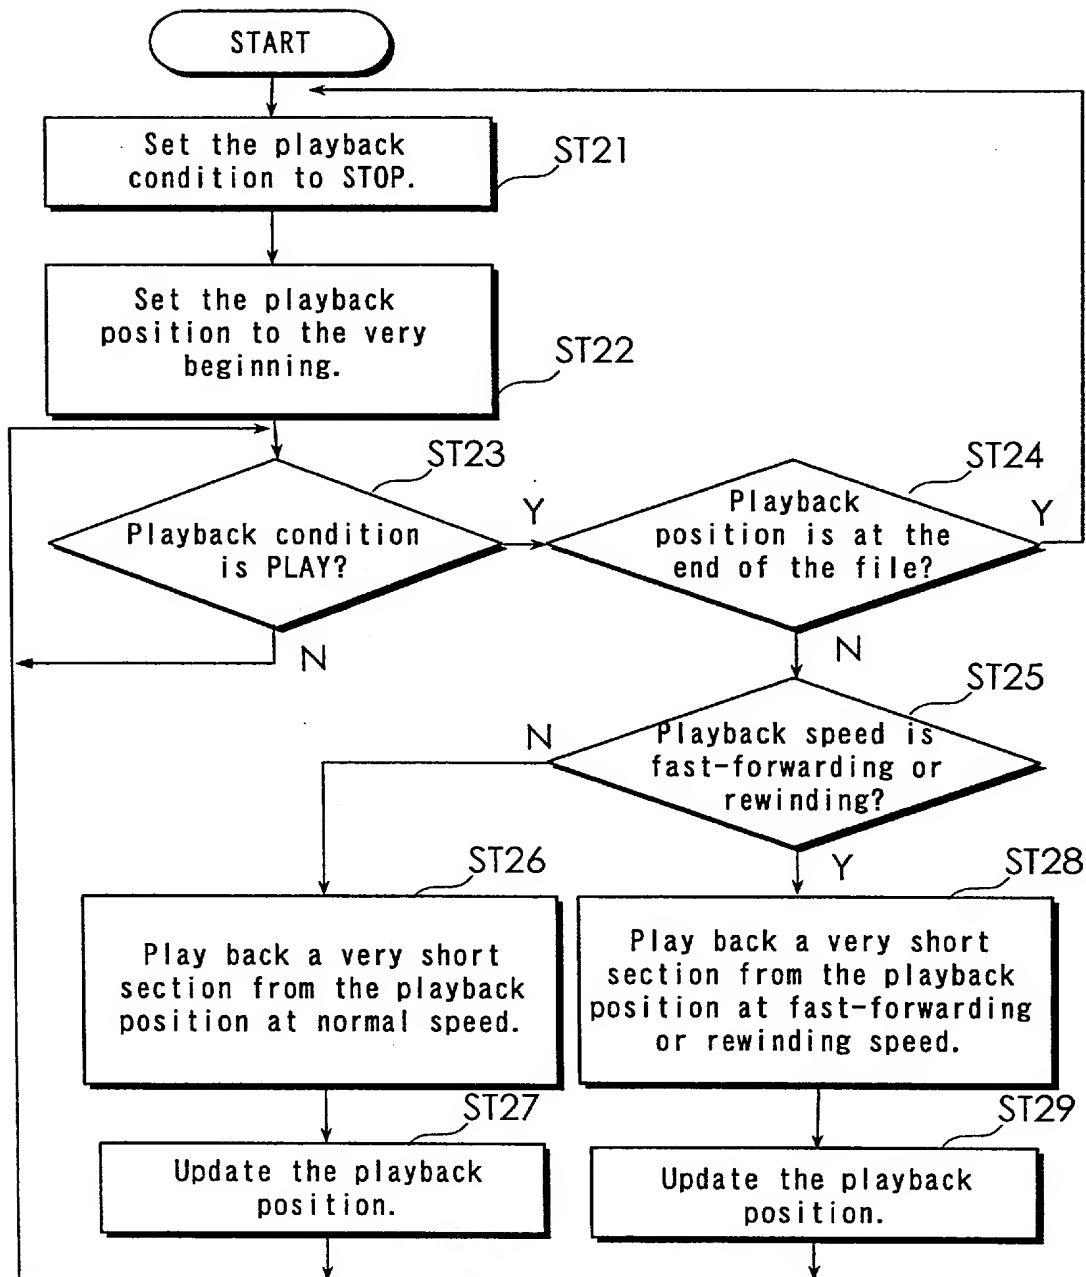 START
Set the playback
condition to STOP.
ST21
Set the playback
position to the very
beginning.
ST22
ST23
Playback condition
is PLAY?
Y
N
ST24
Playback
position is at the
end of the file?
Y
N
ST25
Playback speed is
fast-forwarding or
rewinding?
N
Y
ST26
Play back a very short
section from the playback
position at normal speed.
ST28
Play back a very short
section from the playback
position at fast-forwarding
or rewinding speed.
ST27
Update the playback
position.
ST29
Update the playback
position.